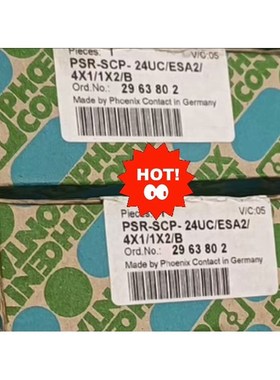 Pieces: 1
V/C:05
PSR-SCP- 24UC/ESA2/
4X1/1X2/B
Ord.No.: 29 63 80 2
Made by Phoenix Contact in Germany
HOT!
V/C:05
PSR-SCP- 24UC/ESA2/
4X1/1X2/B
Ord.No.: 29 63 80 2
Made by Phoenix Contact in Germany